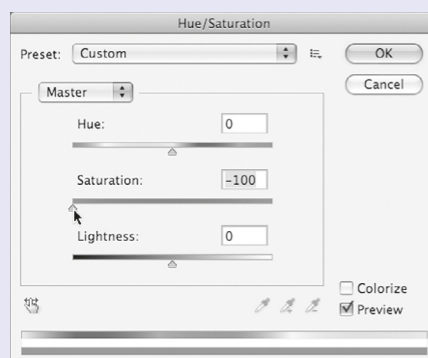 Hue/Saturation
Preset: Custom
OK
Cancel
Master
Hue: 0
Saturation: -100
Lightness: 0
Colorize
Preview